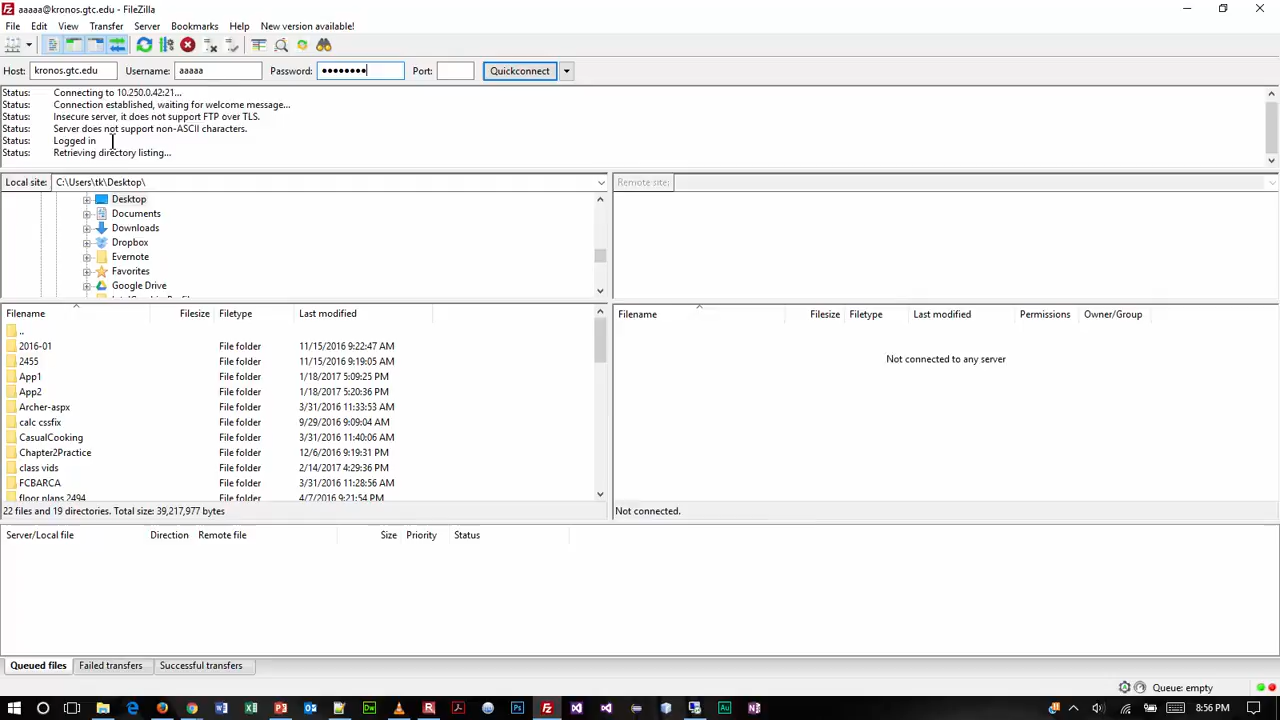 aaaaa@kronos.gtc.edu - FileZilla
File Edit View Transfer Server Bookmarks Help New version available!
Host: kronos.gtc.edu Username: aaaaa Password: ●●●●●●●● Port: Quickconnect
Status: Connecting to 10.250.0.42:21...
Status: Connection established, waiting for welcome message...
Status: Insecure server, it does not support FTP over TLS.
Status: Server does not support non-ASCII characters.
Status: Logged in
Status: Retrieving directory listing...
Local site: C:\Users\tk\Desktop\ Remote site:
Desktop
Documents
Downloads
Dropbox
Evernote
Favorites
Google Drive
Filename Filesize Filetype Last modified Filename Filesize Filetype Last modified Permissions Owner/Group
..
2016-01 File folder 11/15/2016 9:22:47 AM
Not connected to any server
2455 File folder 11/15/2016 9:19:05 AM
App1 File folder 1/18/2017 5:09:25 PM
App2 File folder 1/18/2017 5:20:36 PM
Archer-aspx File folder 3/31/2016 11:33:53 AM
calc cssfix File folder 9/29/2016 9:09:04 AM
CasualCooking File folder 3/31/2016 11:40:06 AM
Chapter2Practice File folder 12/6/2016 9:19:31 PM
class vids File folder 2/14/2017 4:29:36 PM
FCBARCA File folder 3/31/2016 11:28:56 AM
floor plans 2494 File folder 4/7/2016 9:21:54 PM
22 files and 19 directories. Total size: 39,217,977 bytes Not connected.
Server/Local file Direction Remote file Size Priority Status
Queued files Failed transfers Successful transfers
Queue: empty
8:56 PM